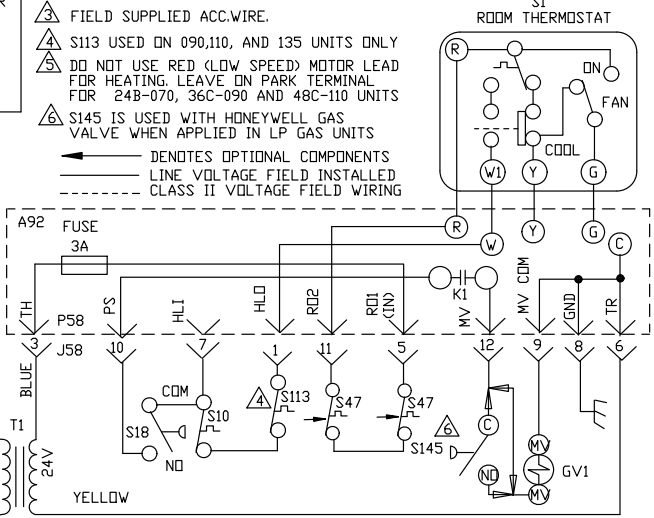 R
3 FIELD SUPPLIED ACC.WIRE.
4 S113 USED ON 090,110, AND 135 UNITS ONLY
5 DO NOT USE RED (LOW SPEED) MOTOR LEAD
FOR HEATING. LEAVE ON PARK TERMINAL
FOR 24B-070, 36C-090 AND 48C-110 UNITS
6 S145 IS USED WITH HONEYWELL GAS
VALVE WHEN APPLIED IN LP GAS UNITS
DENOTES OPTIONAL COMPONENTS
LINE VOLTAGE FIELD INSTALLED
CLASS II VOLTAGE FIELD WIRING
S1
ROOM THERMOSTAT
R
ON
FAN
COOL
W1 Y G
A92 FUSE
3A
R
W Y G C
K1
TH PS HLI HLO RO2 RO1 (IN) MV MV COM GND TR
P58
J58
3 10 7 1 11 5 12 9 8 6
BLUE
COM
S18 S10
NO
4 S113
S47 S47
6
S145
C
NO
MV
GV1
MV
T1
24V
YELLOW